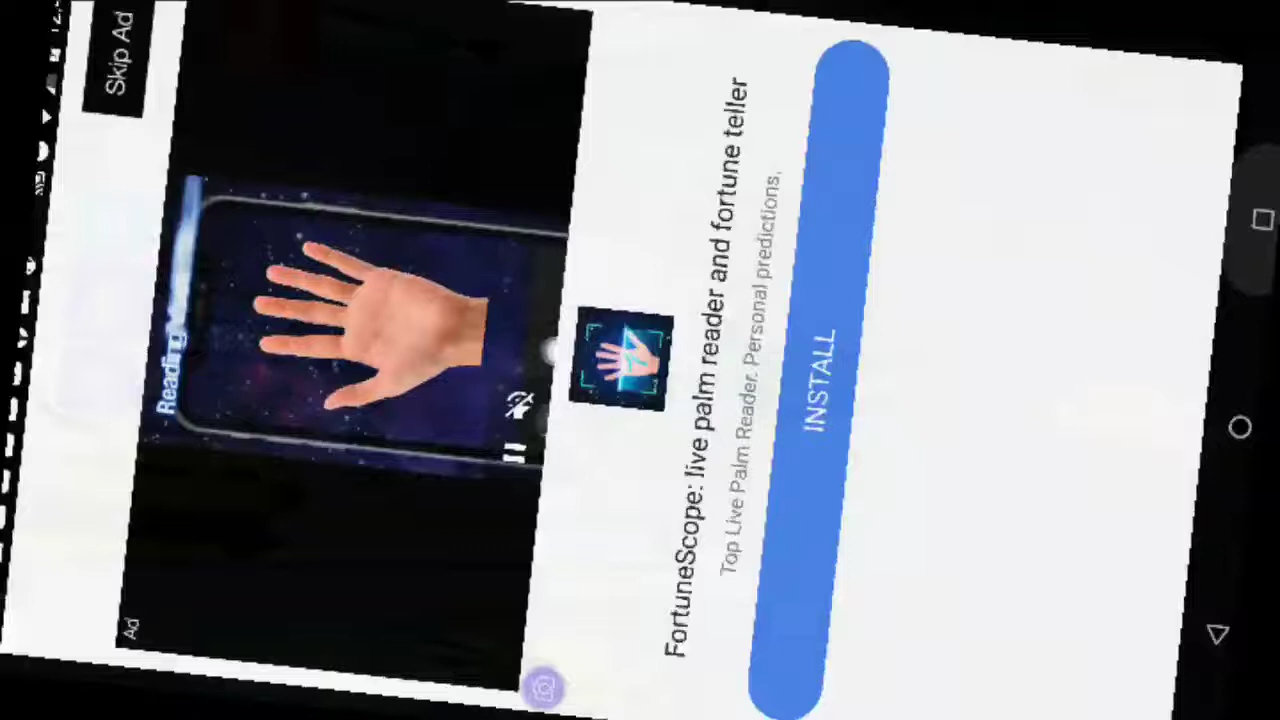 Skip Ad
Reading
Ad
FortuneScope: live palm reader and fortune teller
Top Live Palm Reader. Personal predictions,
INSTALL